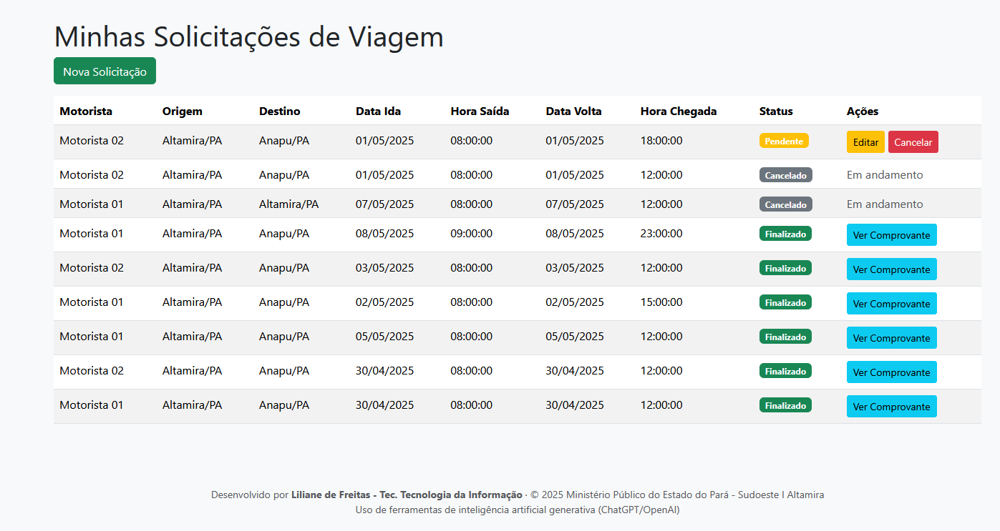 Minhas Solicitações de Viagem
Nova Solicitação
Motorista Origem Destino Data Ida Hora Saída Data Volta Hora Chegada Status Ações
Motorista 02 Altamira/PA Anapu/PA 01/05/2025 08:00:00 01/05/2025 18:00:00 Pendente Editar Cancelar
Motorista 02 Altamira/PA Anapu/PA 01/05/2025 08:00:00 01/05/2025 12:00:00 Cancelado Em andamento
Motorista 01 Altamira/PA Altamira/PA 07/05/2025 08:00:00 07/05/2025 12:00:00 Cancelado Em andamento
Motorista 01 Altamira/PA Anapu/PA 08/05/2025 09:00:00 08/05/2025 23:00:00 Finalizado Ver Comprovante
Motorista 02 Altamira/PA Anapu/PA 03/05/2025 08:00:00 03/05/2025 12:00:00 Finalizado Ver Comprovante
Motorista 01 Altamira/PA Anapu/PA 02/05/2025 08:00:00 02/05/2025 15:00:00 Finalizado Ver Comprovante
Motorista 01 Altamira/PA Anapu/PA 05/05/2025 08:00:00 05/05/2025 12:00:00 Finalizado Ver Comprovante
Motorista 02 Altamira/PA Anapu/PA 30/04/2025 08:00:00 30/04/2025 12:00:00 Finalizado Ver Comprovante
Motorista 01 Altamira/PA Anapu/PA 30/04/2025 08:00:00 30/04/2025 12:00:00 Finalizado Ver Comprovante
Desenvolvido por Liliane de Freitas - Tec. Tecnologia da Informação · © 2025 Ministério Público do Estado do Pará - Sudoeste I Altamira
Uso de ferramentas de inteligência artificial generativa (ChatGPT/OpenAI)